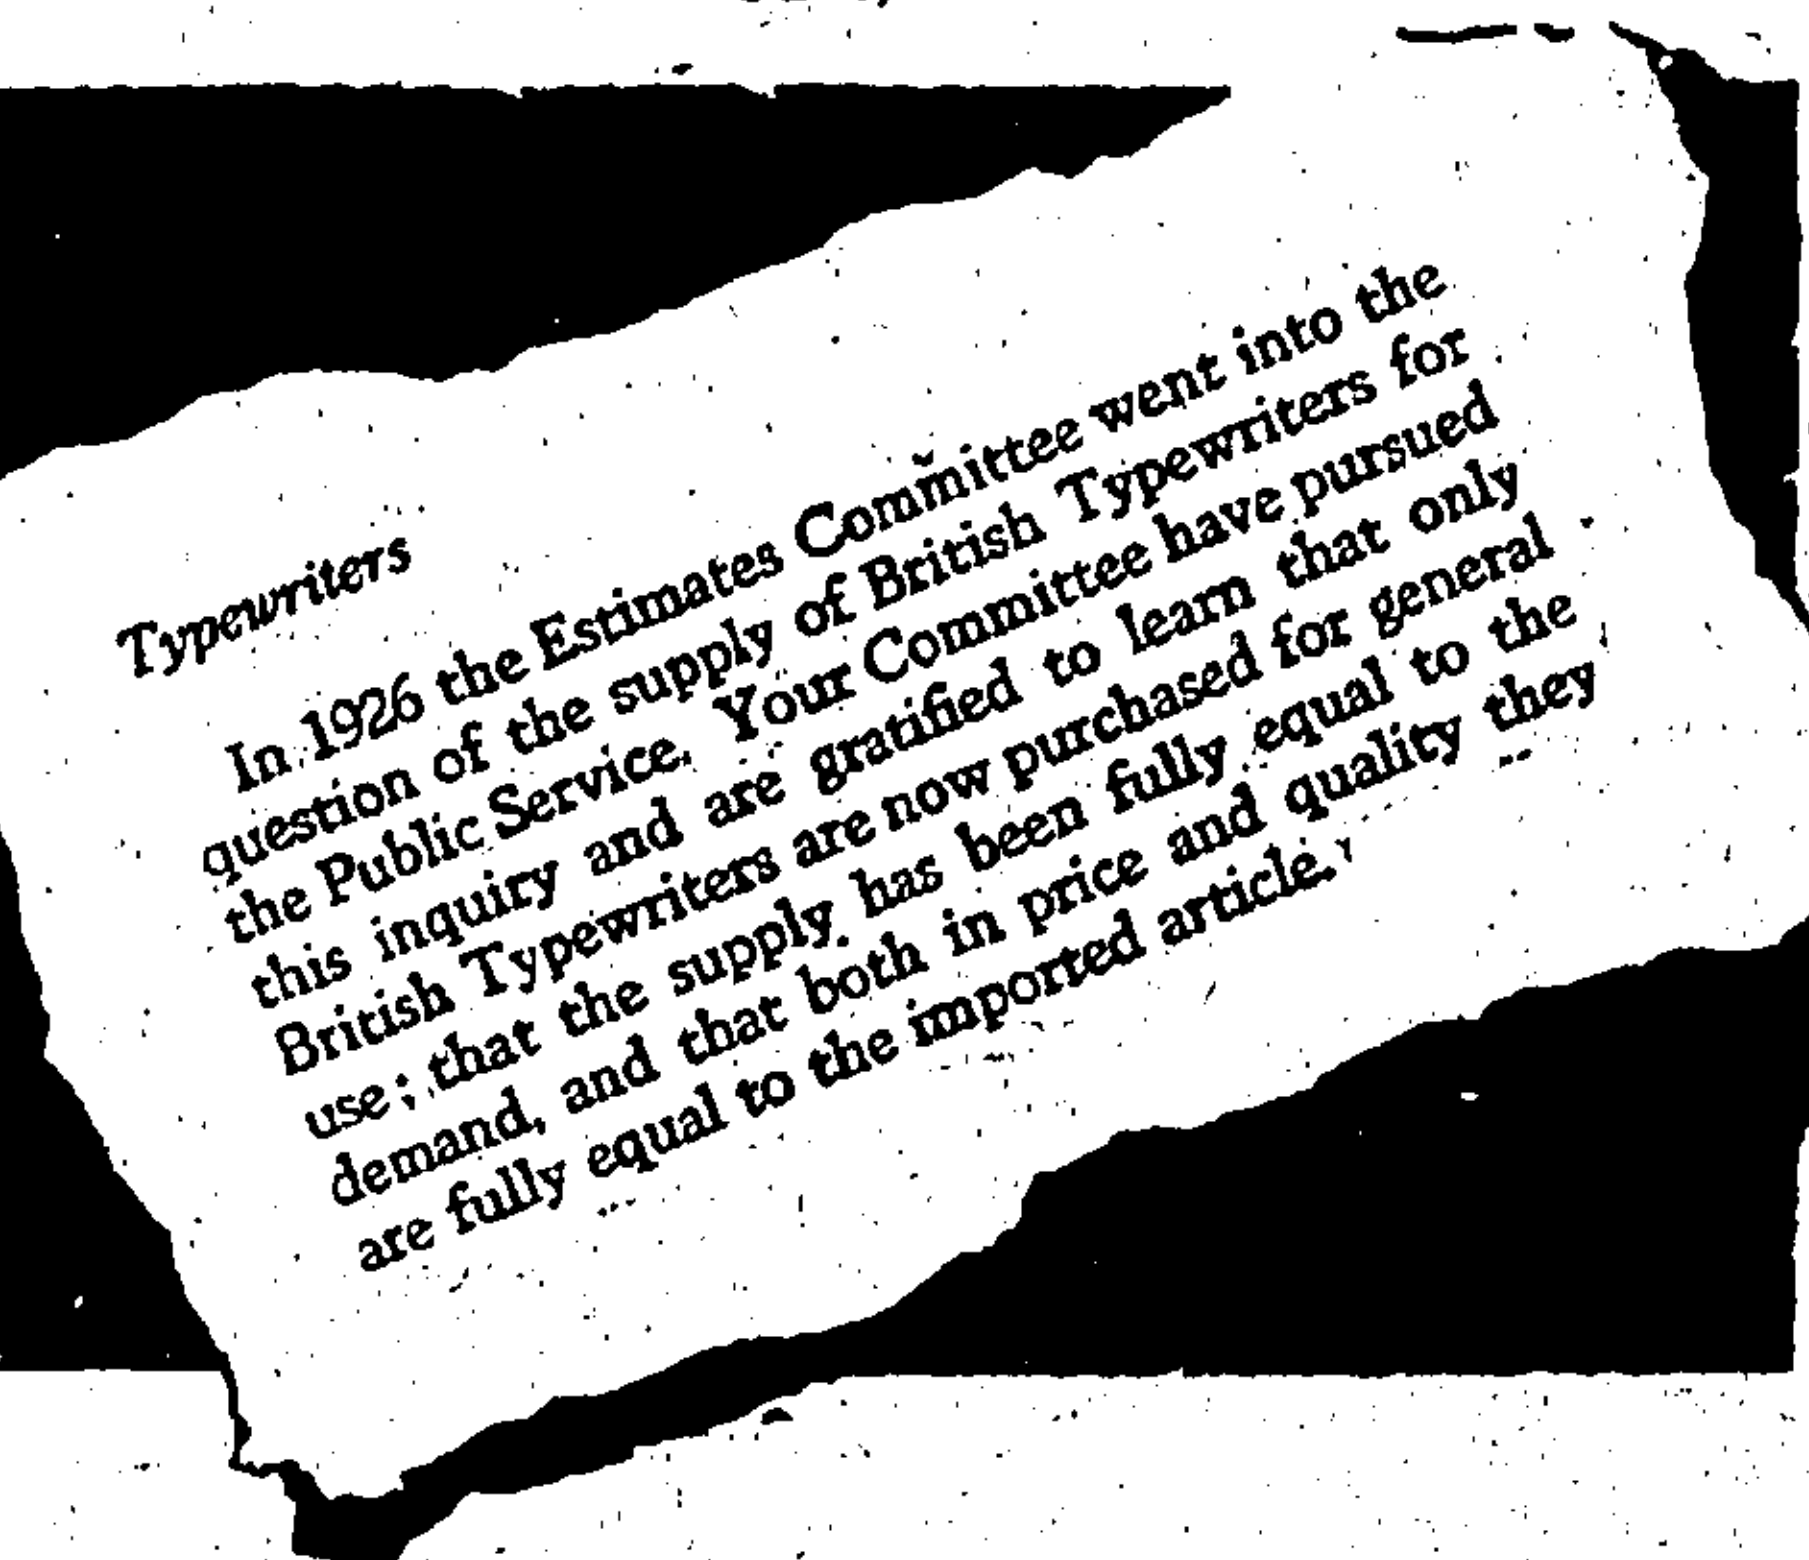 Typewriters
In 1926 the Estimates Committee went into the
question of the supply of British Typewriters for
the Public Service. Your Committee have pursued
this inquiry and are gratified to learn that only
British Typewriters are now purchased for general
use; that the supply has been fully equal to the
demand, and that both in price and quality they
are fully equal to the imported article.